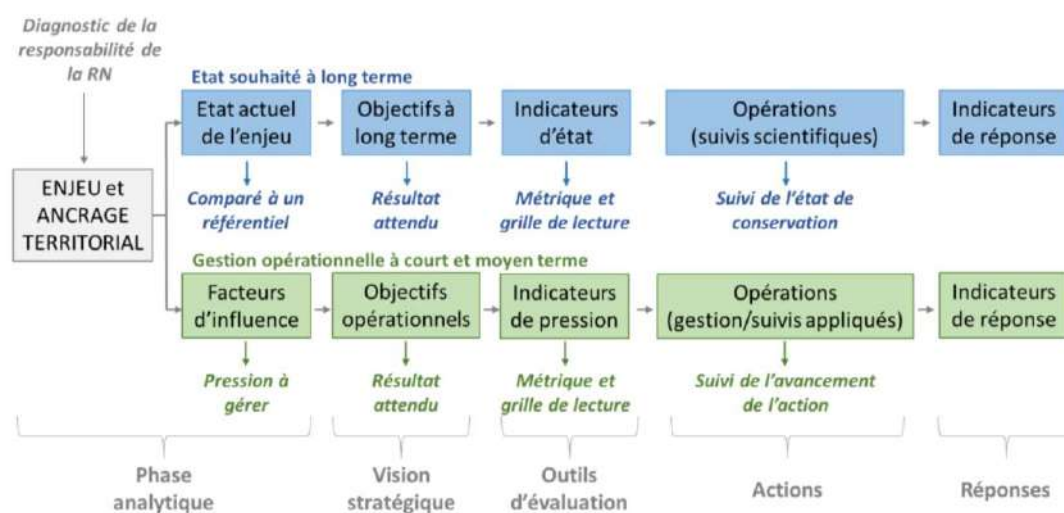 Diagnostic de la
responsabilité de
la RN
ENJEU et
ANCRAGE
TERRITORIAL
Etat souhaité à long terme
Etat actuel
de l'enjeu
Objectifs à
long terme
Indicateurs
d'état
Opérations
(suivis scientifiques)
Indicateurs
de réponse
Comparé à un
référentiel
Résultat
attendu
Métrique et
grille de lecture
Suivi de l'état de
conservation
Gestion opérationnelle à court et moyen terme
Facteurs
d'influence
Objectifs
opérationnels
Indicateurs
de pression
Opérations
(gestion/suivis appliqués)
Indicateurs
de réponse
Pression à
gérer
Résultat
attendu
Métrique et
grille de lecture
Suivi de l'avancement
de l'action
Phase
analytique
Vision
stratégique
Outils
d'évaluation
Actions
Réponses